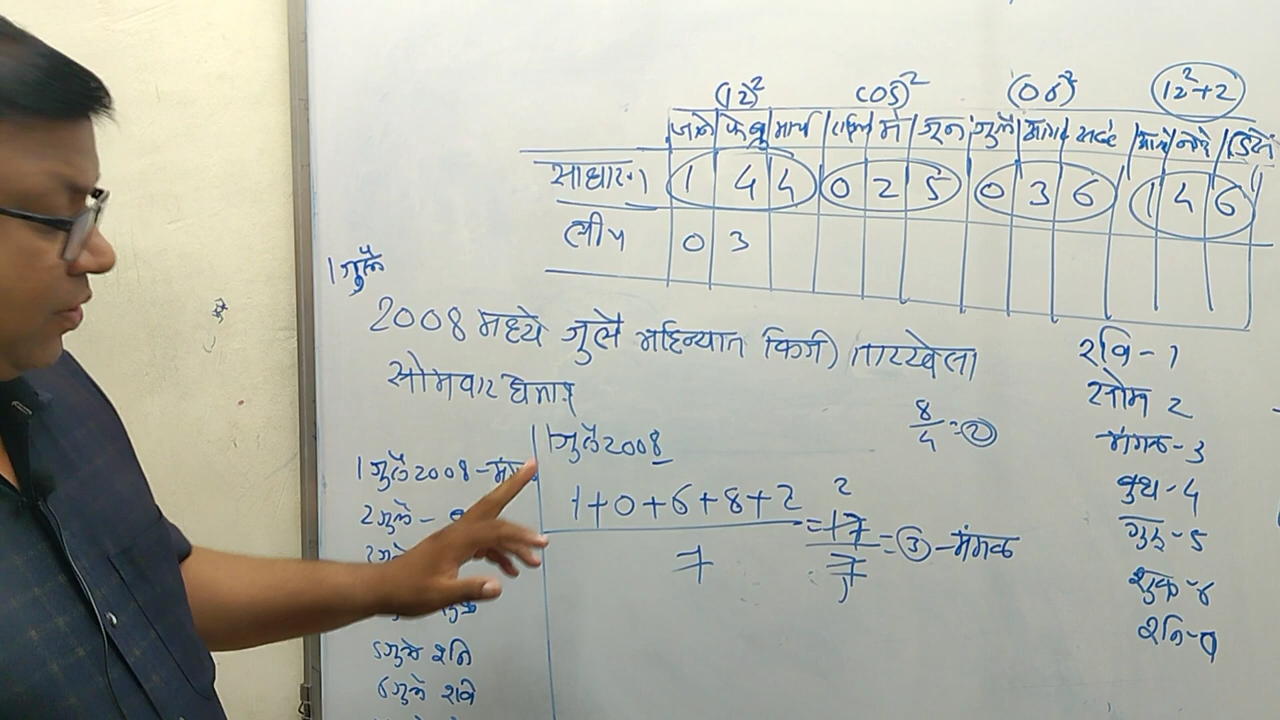 (12)² (05)² (06)² (12²+2)
जाने फेब्रु मार्च एप्रिल मे जून जुलै ऑग सप्टें ऑक्टो नोव्हे डिसें
साधारण 1 4 4 0 2 5 0 3 6 1 4 6
लीप 0 3
1 जुलै
2008 मध्ये जुलै महिन्यात किती तारखेला
सोमवार येणार
8/4 = 2
1 जुलै 2008
1+0+6+8+2 / 7 = 17 / 7 = 3 - मंगळ
2
1 जुलै 2008 - मंगळ
2 जुलै -
5 जुलै शनि
6 जुलै रवि
रवि - 1
सोम 2
मंगळ - 3
बुध - 4
गुरु - 5
शुक्र - 6
शनि - 0